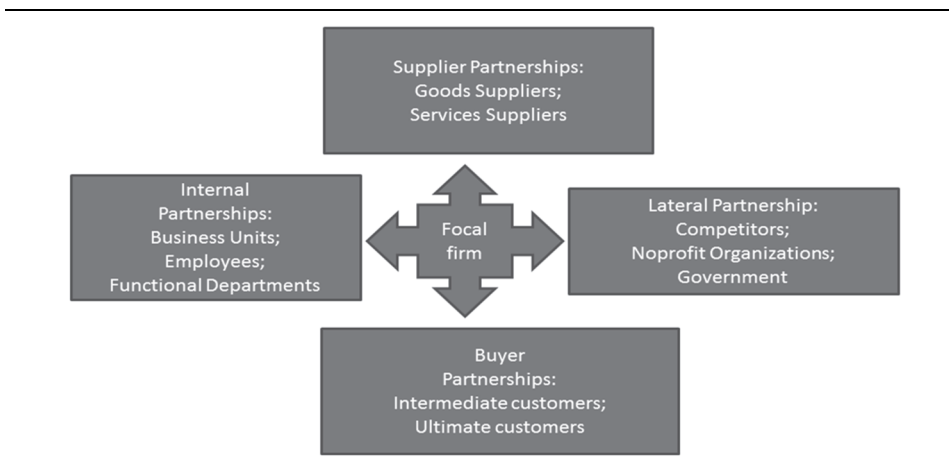 Supplier Partnerships:
Goods Suppliers;
Services Suppliers
Internal
Partnerships:
Business Units;
Employees;
Functional Departments
Focal
firm
Lateral Partnership:
Competitors;
Noprofit Organizations;
Government
Buyer
Partnerships:
Intermediate customers;
Ultimate customers